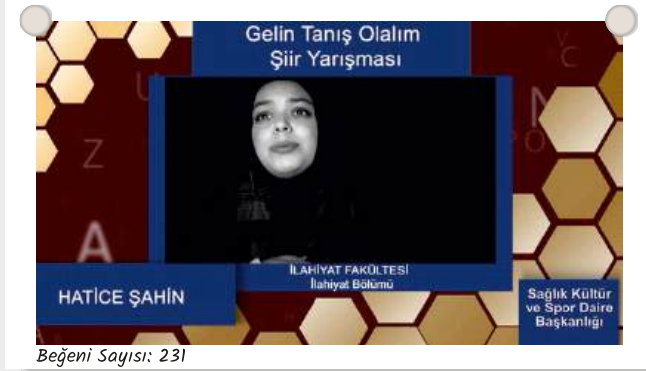 Gelin Tanış Olalım
Şiir Yarışması
İLAHİYAT FAKÜLTESİ
İlahiyat Bölümü
HATİCE ŞAHİN
Sağlık Kültür
ve Spor Daire
Başkanlığı
Beğeni Sayısı: 231